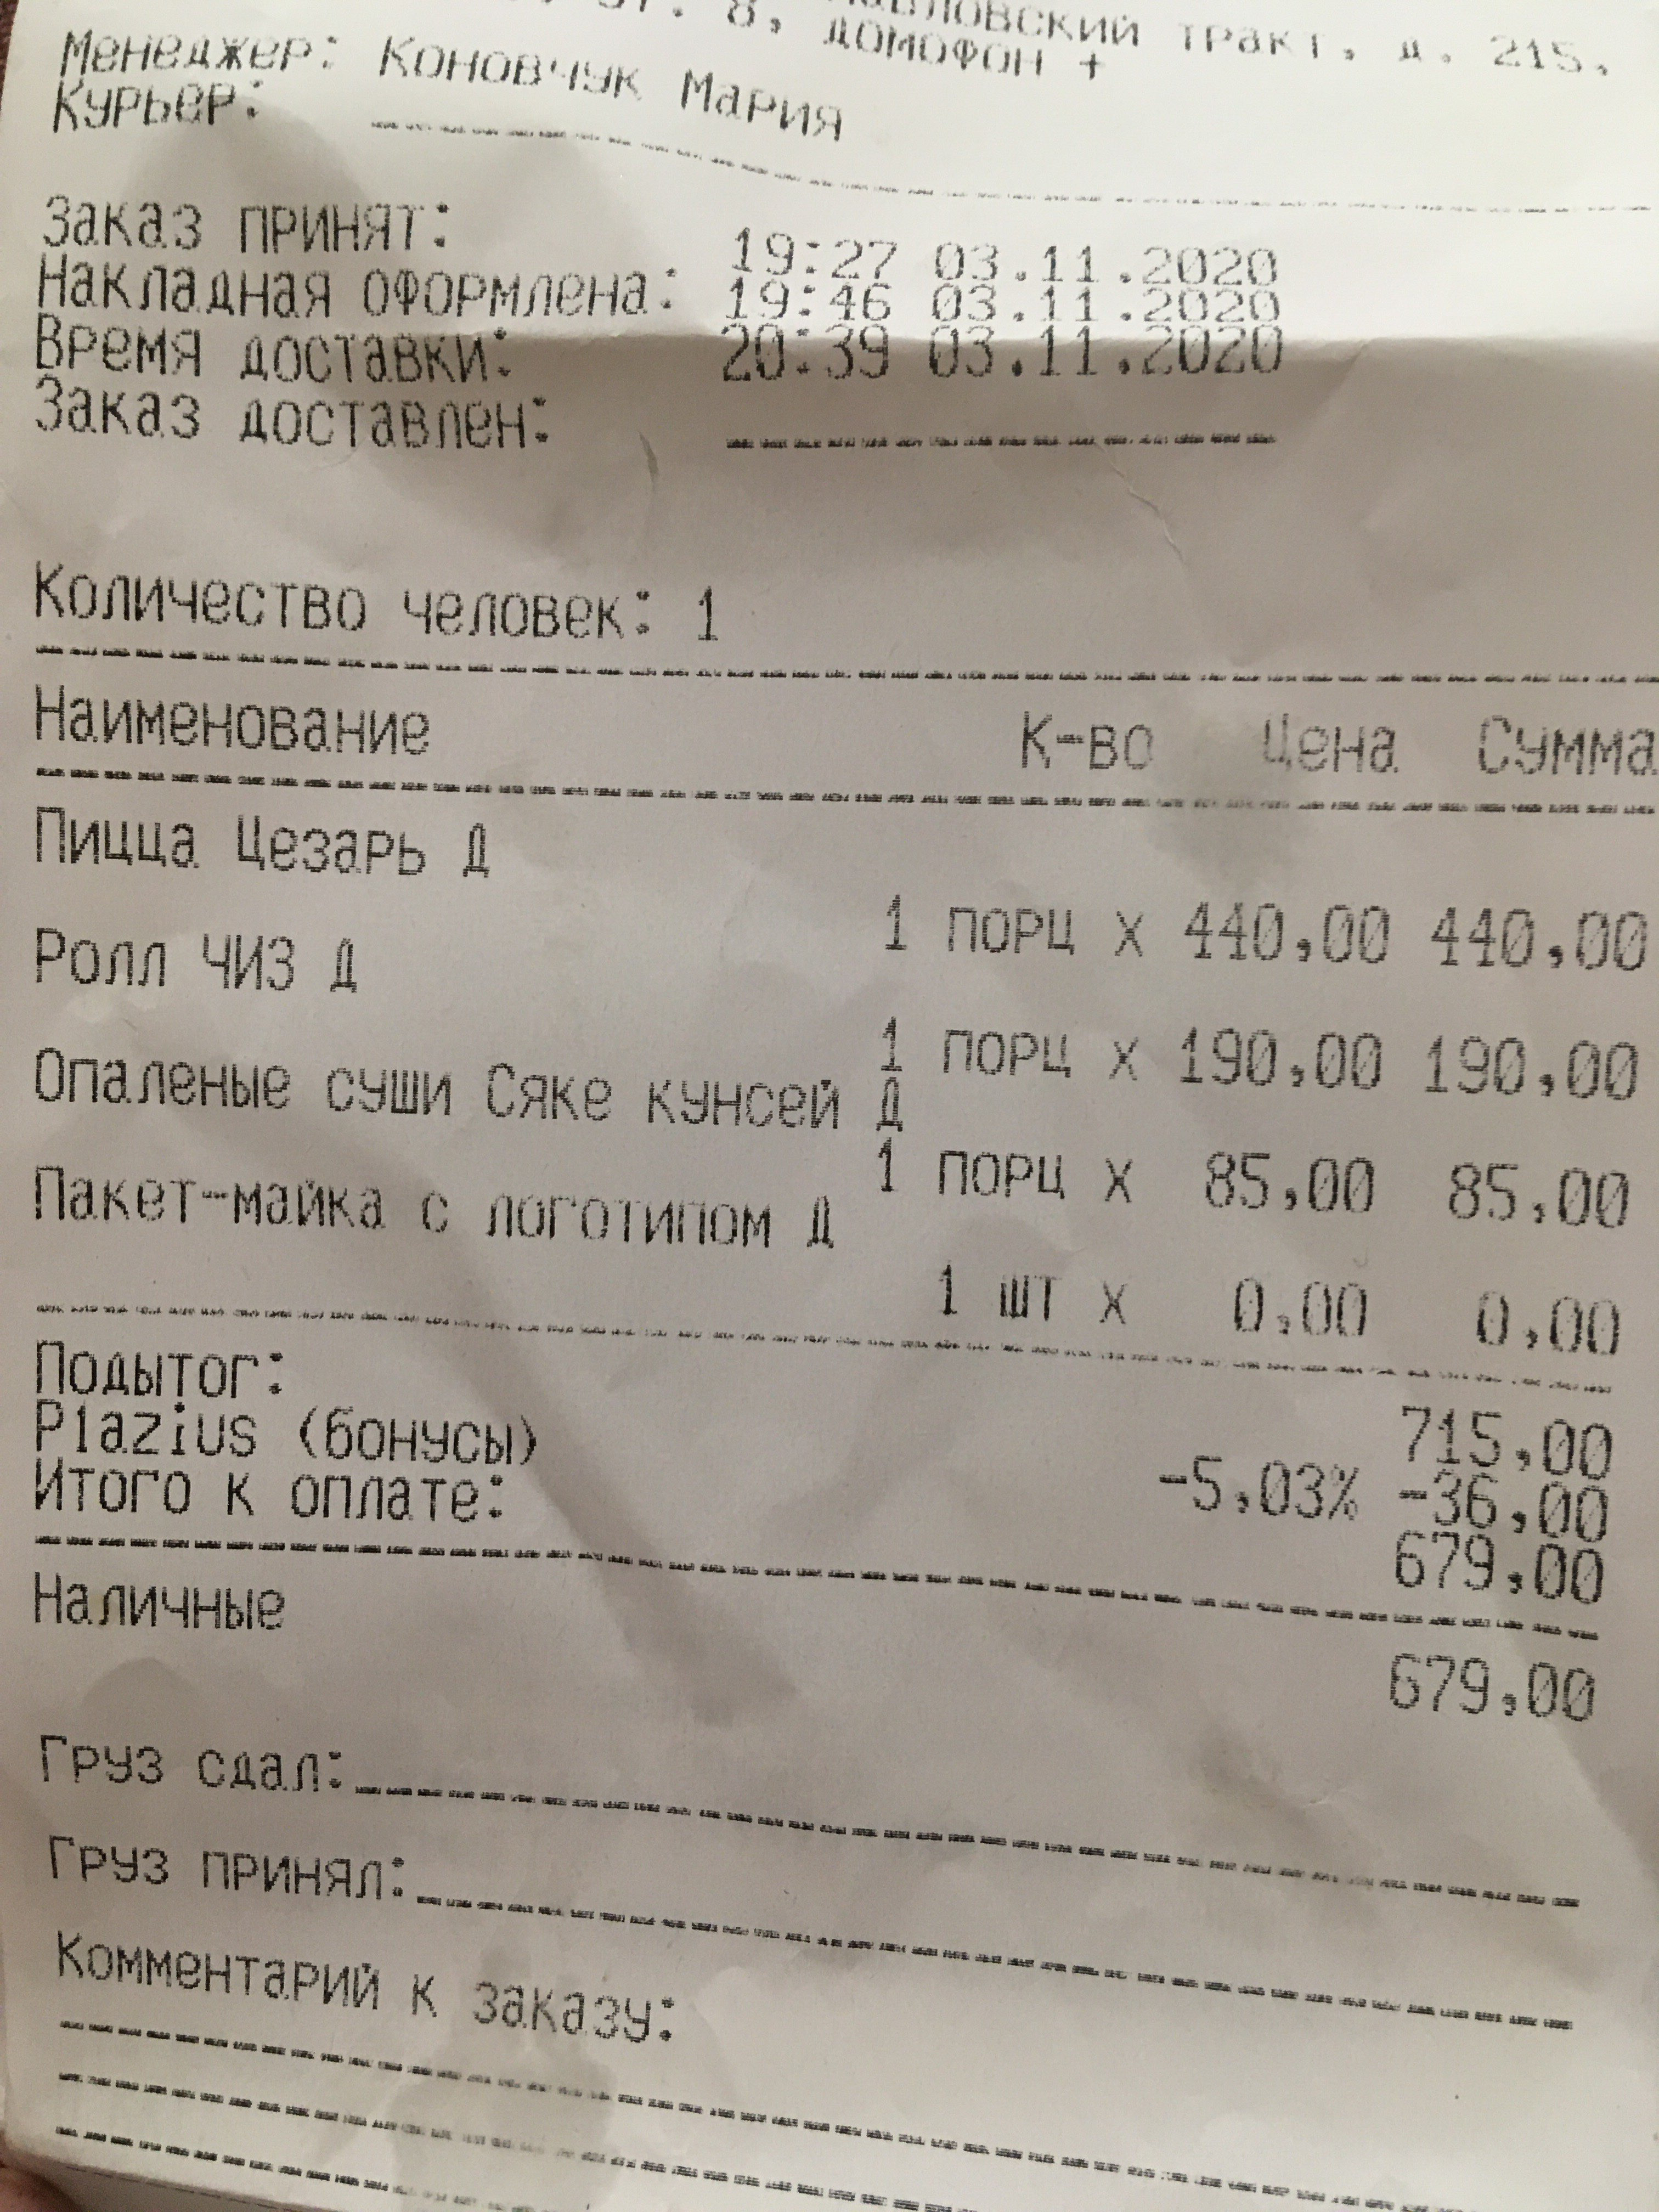 эт. 8, домофон +
тракт, д. 215,
Менеджер: Коновчук Мария
Курьер:
Заказ принят: 19:27 03.11.2020
Накладная оформлена: 19:46 03.11.2020
Время доставки: 20:39 03.11.2020
Заказ доставлен:
Количество человек: 1
Наименование К-во Цена Сумма
Пицца Цезарь Д
1 порц x 440,00 440,00
Ролл ЧИЗ Д
1 порц x 190,00 190,00
Опаленые суши Сяке кунсей Д
1 порц x 85,00 85,00
Пакет-майка с логотипом Д
1 шт x 0,00 0,00
Подытог: 715,00
Plazius (бонусы) -5,03% -36,00
Итого к оплате: 679,00
Наличные 679,00
Груз сдал:
Груз принял:
Комментарий к заказу: